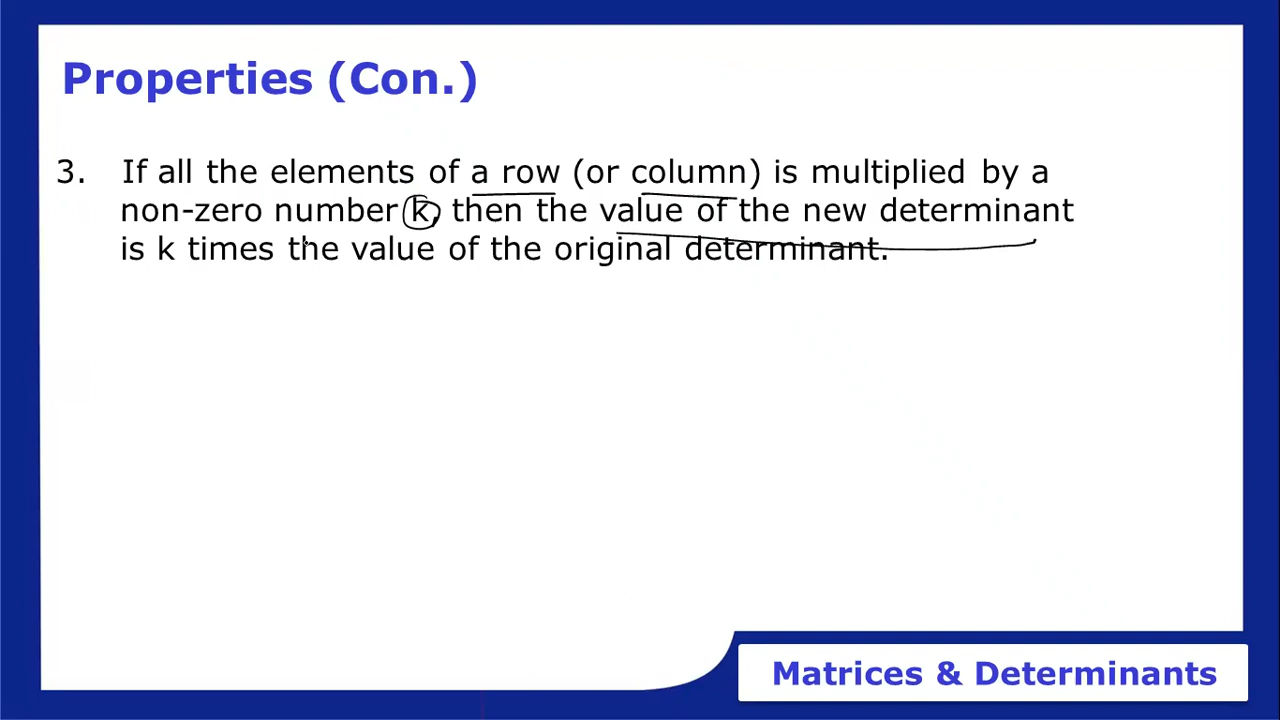 Properties (Con.)
3. If all the elements of a row (or column) is multiplied by a
non-zero number k, then the value of the new determinant
is k times the value of the original determinant.
Matrices & Determinants